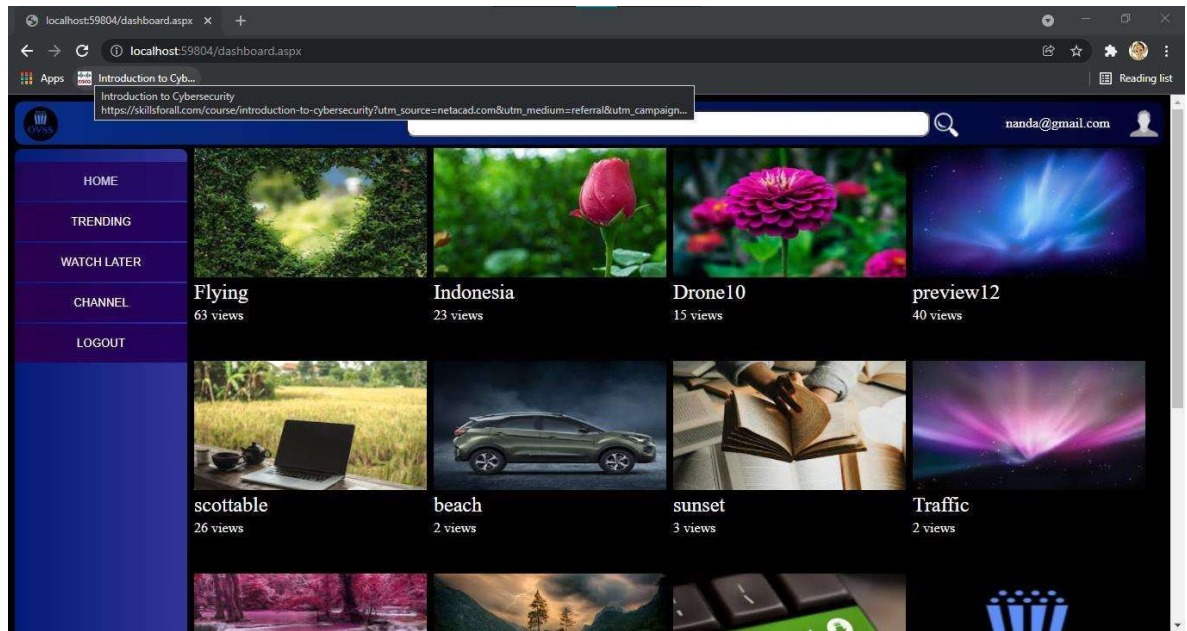 localhost:59804/dashboard.aspx
localhost:59804/dashboard.aspx
Apps
Introduction to Cyb...
Reading list
Introduction to Cybersecurity
https://skillsforall.com/course/introduction-to-cybersecurity?utm_source=netacad.com&utm_medium=referral&utm_campaign...
OVSS
nanda@gmail.com
HOME
TRENDING
WATCH LATER
CHANNEL
LOGOUT
Flying
63 views
Indonesia
23 views
Drone10
15 views
preview12
40 views
scottable
26 views
beach
2 views
sunset
3 views
Traffic
2 views